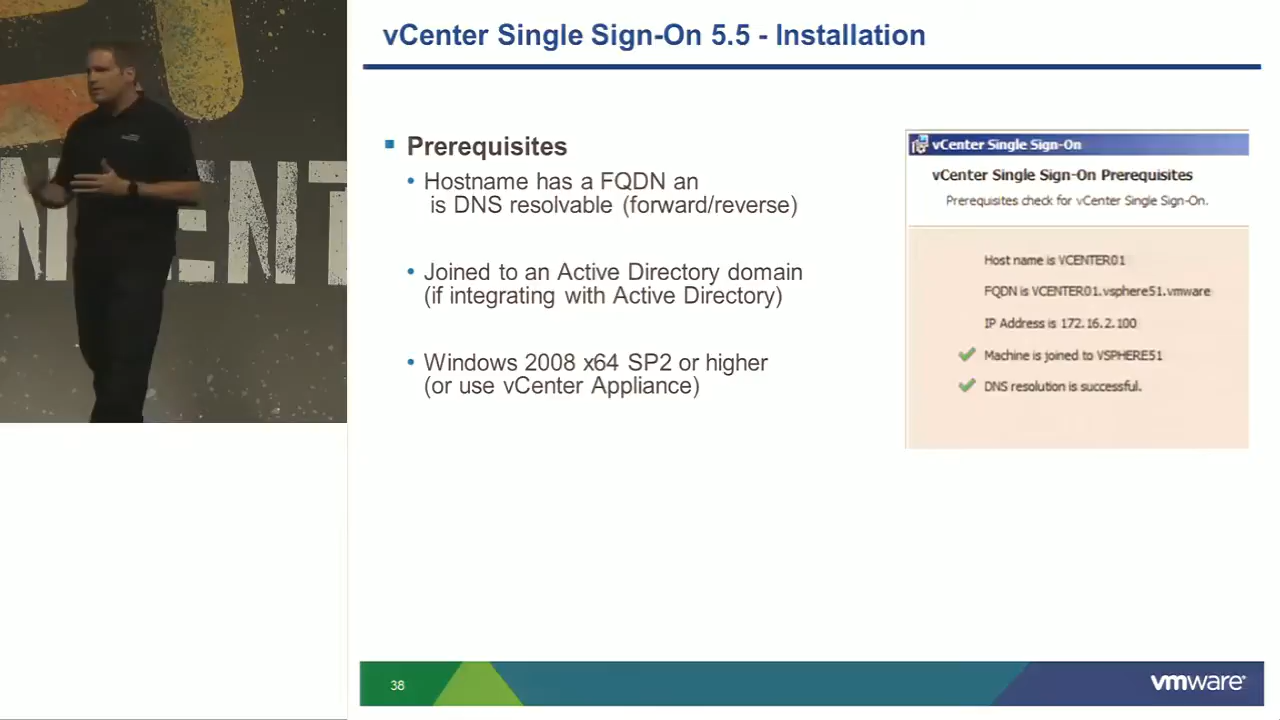 vCenter Single Sign-On 5.5 - Installation
Prerequisites
Hostname has a FQDN an
is DNS resolvable (forward/reverse)
Joined to an Active Directory domain
(if integrating with Active Directory)
Windows 2008 x64 SP2 or higher
(or use vCenter Appliance)
vCenter Single Sign-On
vCenter Single Sign-On Prerequisites
Prerequisites check for vCenter Single Sign-On.
Host name is VCENTER01
FQDN is VCENTER01.vsphere51.vmware
IP Address is 172.16.2.100
Machine is joined to VSPHERE51
DNS resolution is successful.
38
vmware